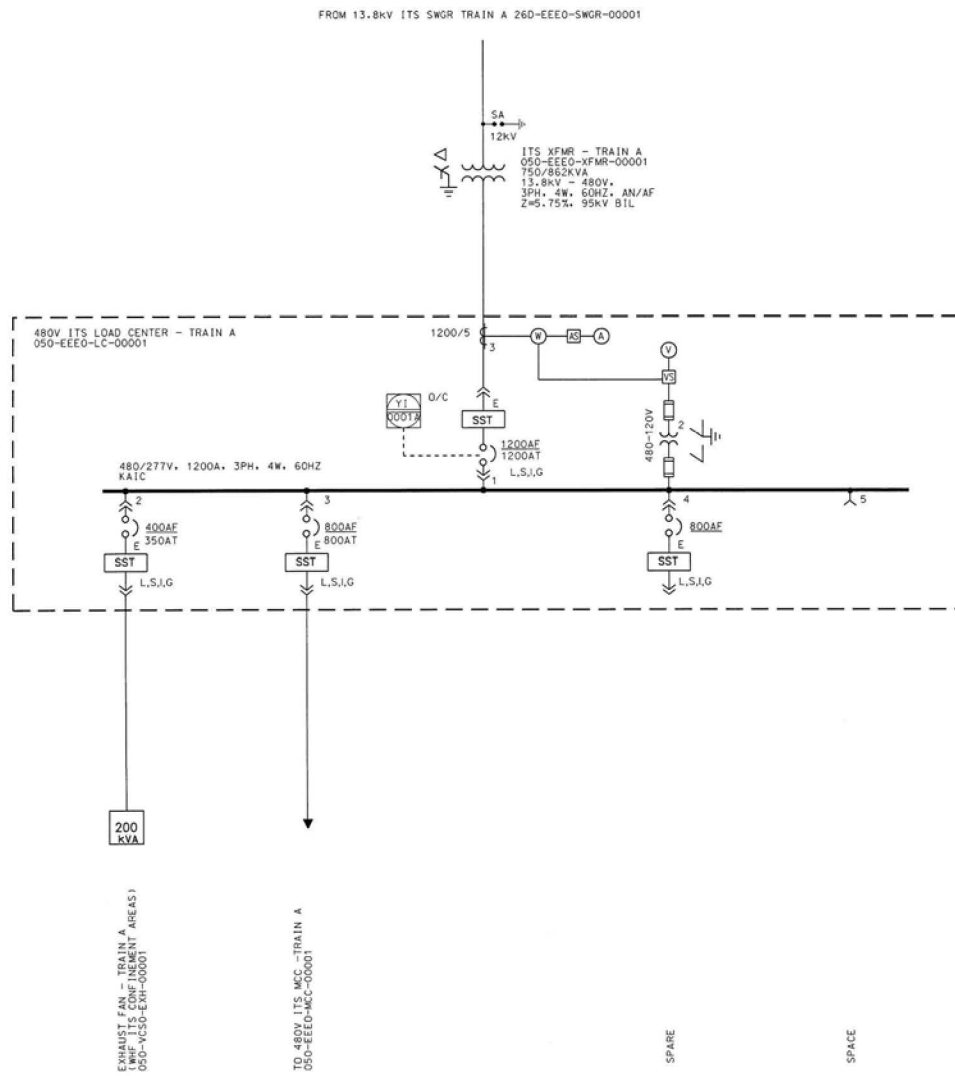 FROM 13.8kV ITS SWGR TRAIN A 26D-EEE0-SWGR-00001
SA
12kV
ITS XFMR - TRAIN A
050-EEE0-XFMR-00001
750/862KVA
13.8kV - 480V,
3PH, 4W, 60HZ, AN/AF
Z=5.75%, 95kV BIL
480V ITS LOAD CENTER - TRAIN A
050-EEE0-LC-00001
1200/5
3
W
AS
A
V
VS
YI
0001A
O/C
E
SST
1200AF
1200AT
L,S,I,G
1
480-120V
2
480/277V, 1200A, 3PH, 4W, 60HZ
KAIC
2
400AF
350AT
E
SST
L,S,I,G
3
800AF
800AT
E
SST
L,S,I,G
4
800AF
E
SST
L,S,I,G
5
200
kVA
EXHAUST FAN - TRAIN A
(WHF ITS CONFINEMENT AREAS)
050-VCS0-EXH-00001
TO 480V ITS MCC -TRAIN A
050-EEE0-MCC-00001
SPARE
SPACE